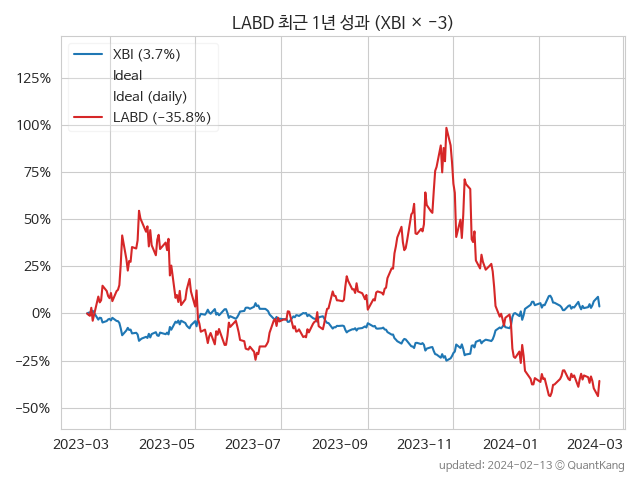 LABD 최근 1년 성과 (XBI × −3)
XBI (3.7%)
Ideal
Ideal (daily)
LABD (−35.8%)
125%
100%
75%
50%
25%
0%
−25%
−50%
2023-03 2023-05 2023-07 2023-09 2023-11 2024-01 2024-03
updated: 2024-02-13 © QuantKang